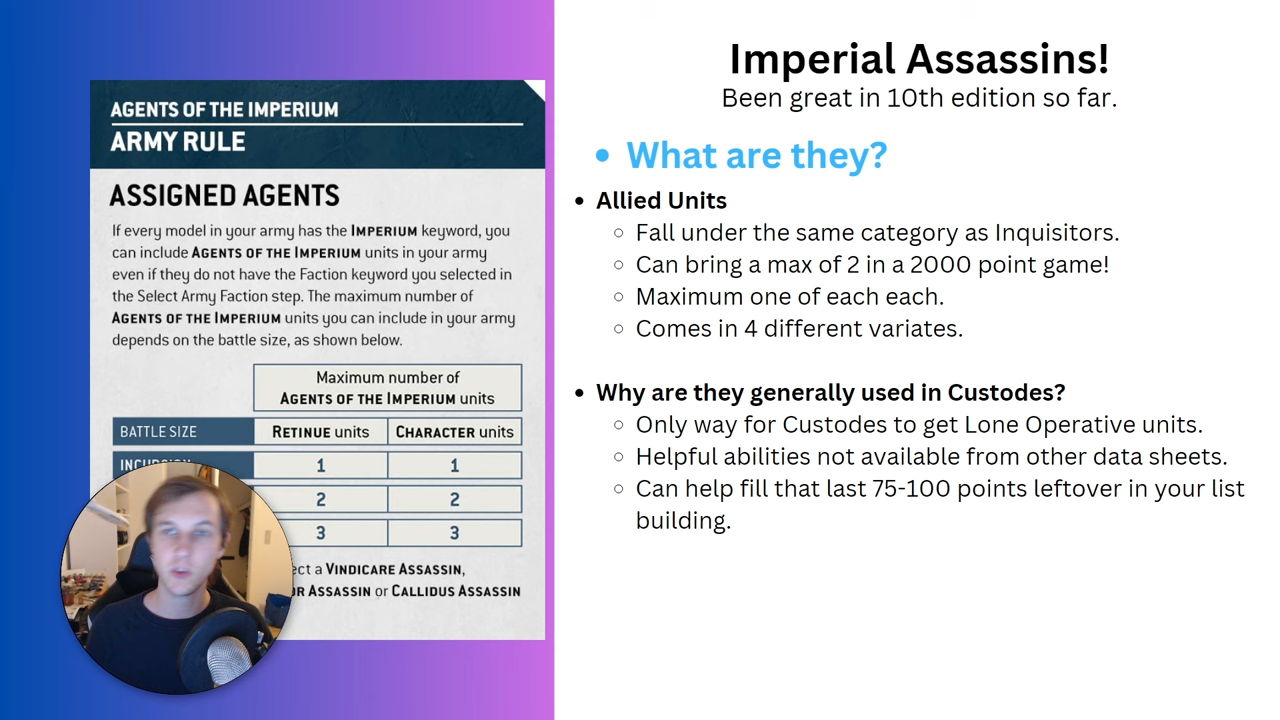 AGENTS OF THE IMPERIUM
ARMY RULE
ASSIGNED AGENTS
If every model in your army has the IMPERIUM keyword, you
can include AGENTS OF THE IMPERIUM units in your army
even if they do not have the Faction keyword you selected in
the Select Army Faction step. The maximum number of
AGENTS OF THE IMPERIUM units you can include in your army
depends on the battle size, as shown below.
Maximum number of
AGENTS OF THE IMPERIUM units
BATTLE SIZE RETINUE units CHARACTER units
INCURSION 1 1
2 2
3 3
a VINDICARE ASSASSIN,
ASSASSIN or CALLIDUS ASSASSIN
Imperial Assassins!
Been great in 10th edition so far.
• What are they?
• Allied Units
○ Fall under the same category as Inquisitors.
○ Can bring a max of 2 in a 2000 point game!
○ Maximum one of each each.
○ Comes in 4 different variates.
• Why are they generally used in Custodes?
○ Only way for Custodes to get Lone Operative units.
○ Helpful abilities not available from other data sheets.
○ Can help fill that last 75-100 points leftover in your list
building.